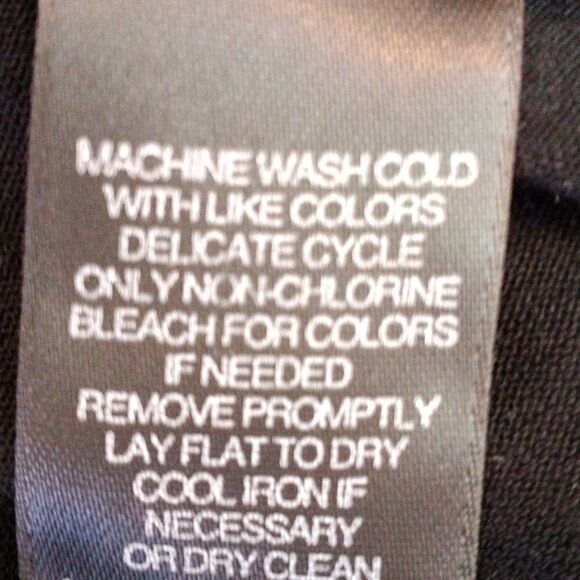 MACHINE WASH COLD
WITH LIKE COLORS
DELICATE CYCLE
ONLY NON-CHLORINE
BLEACH FOR COLORS
IF NEEDED
REMOVE PROMPTLY
LAY FLAT TO DRY
COOL IRON IF
NECESSARY
OR DRY CLEAN